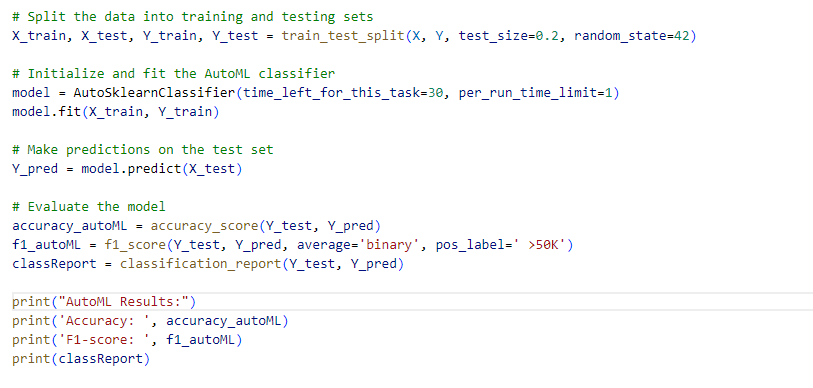 # Split the data into training and testing sets
X_train, X_test, Y_train, Y_test = train_test_split(X, Y, test_size=0.2, random_state=42)
# Initialize and fit the AutoML classifier
model = AutoSklearnClassifier(time_left_for_this_task=30, per_run_time_limit=1)
model.fit(X_train, Y_train)
# Make predictions on the test set
Y_pred = model.predict(X_test)
# Evaluate the model
accuracy_autoML = accuracy_score(Y_test, Y_pred)
f1_autoML = f1_score(Y_test, Y_pred, average='binary', pos_label=' >50K')
classReport = classification_report(Y_test, Y_pred)
print("AutoML Results:")
print('Accuracy: ', accuracy_autoML)
print('F1-score: ', f1_autoML)
print(classReport)